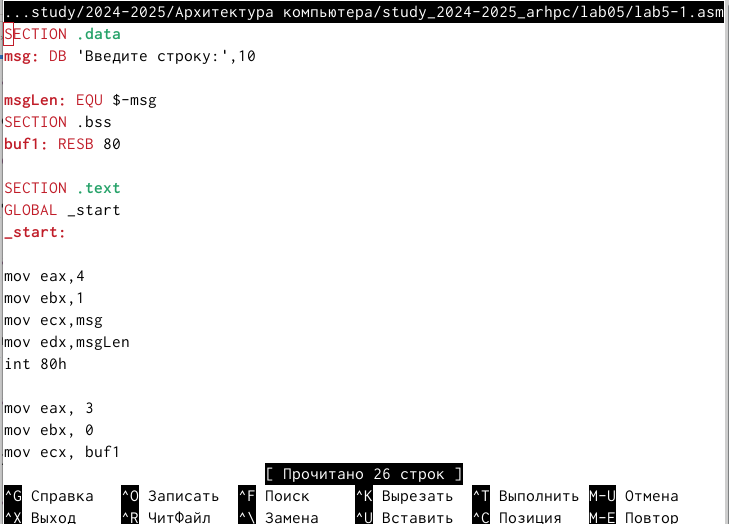 ...study/2024-2025/Архитектура компьютера/study_2024-2025_arhpc/lab05/lab5-1.asm
SECTION .data
msg: DB 'Введите строку:',10
msgLen: EQU $-msg
SECTION .bss
buf1: RESB 80
SECTION .text
GLOBAL _start
_start:
mov eax,4
mov ebx,1
mov ecx,msg
mov edx,msgLen
int 80h
mov eax, 3
mov ebx, 0
mov ecx, buf1
[ Прочитано 26 строк ]
^G Справка ^O Записать ^F Поиск ^K Вырезать ^T Выполнить M-U Отмена
^X Выход ^R ЧитФайл ^\ Замена ^U Вставить ^C Позиция M-E Повтор